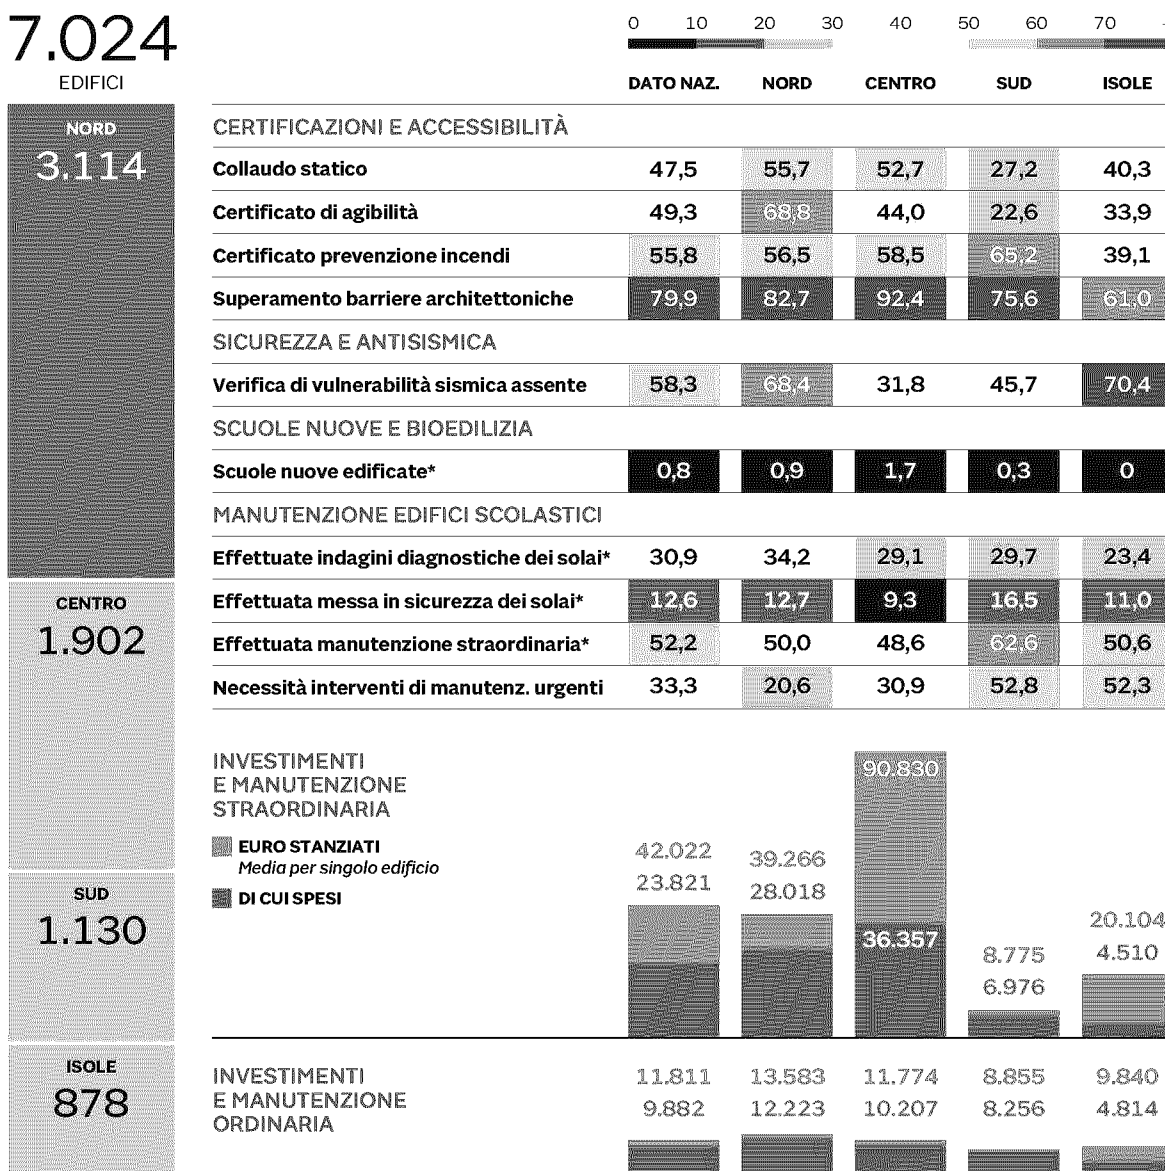 7.024
EDIFICI
NORD
3.114
CENTRO
1.902
SUD
1.130
ISOLE
878
0 10 20 30 40 50 60 70
DATO NAZ. NORD CENTRO SUD ISOLE
CERTIFICAZIONI E ACCESSIBILITÀ
Collaudo statico 47,5 55,7 52,7 27,2 40,3
Certificato di agibilità 49,3 68,8 44,0 22,6 33,9
Certificato prevenzione incendi 55,8 56,5 58,5 65,2 39,1
Superamento barriere architettoniche 79,9 82,7 92,4 75,6 61,0
SICUREZZA E ANTISISMICA
Verifica di vulnerabilità sismica assente 58,3 68,4 31,8 45,7 70,4
SCUOLE NUOVE E BIOEDILIZIA
Scuole nuove edificate* 0,8 0,9 1,7 0,3 0
MANUTENZIONE EDIFICI SCOLASTICI
Effettuate indagini diagnostiche dei solai* 30,9 34,2 29,1 29,7 23,4
Effettuata messa in sicurezza dei solai* 12,6 12,7 9,3 16,5 11,0
Effettuata manutenzione straordinaria* 52,2 50,0 48,6 62,6 50,6
Necessità interventi di manutenz. urgenti 33,3 20,6 30,9 52,8 52,3
INVESTIMENTI
E MANUTENZIONE
STRAORDINARIA
EURO STANZIATI
Media per singolo edificio
DI CUI SPESI
42.022 39.266 90.830 8.775 20.104
23.821 28.018 36.357 6.976 4.510
INVESTIMENTI
E MANUTENZIONE
ORDINARIA
11.811 13.583 11.774 8.855 9.840
9.882 12.223 10.207 8.256 4.814